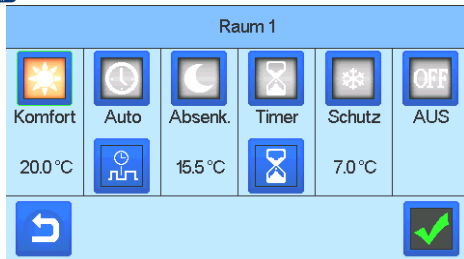 Raum 1
OFF
Komfort Auto Absenk. Timer Schutz AUS
20.0°C 15.5°C 7.0°C